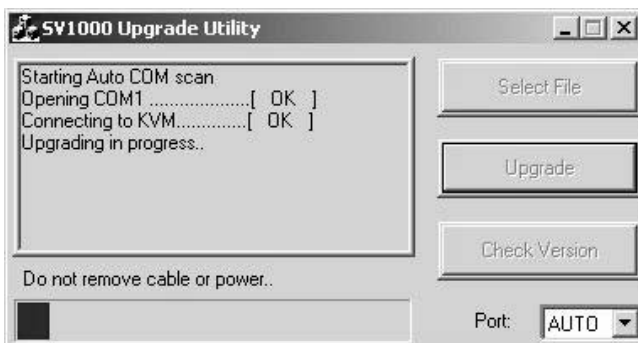 SV1000 Upgrade Utility
Starting Auto COM scan
Opening COM1 ...................[ OK ]
Connecting to KVM.............[ OK ]
Upgrading in progress..
Select File
Upgrade
Check Version
Do not remove cable or power..
Port: AUTO